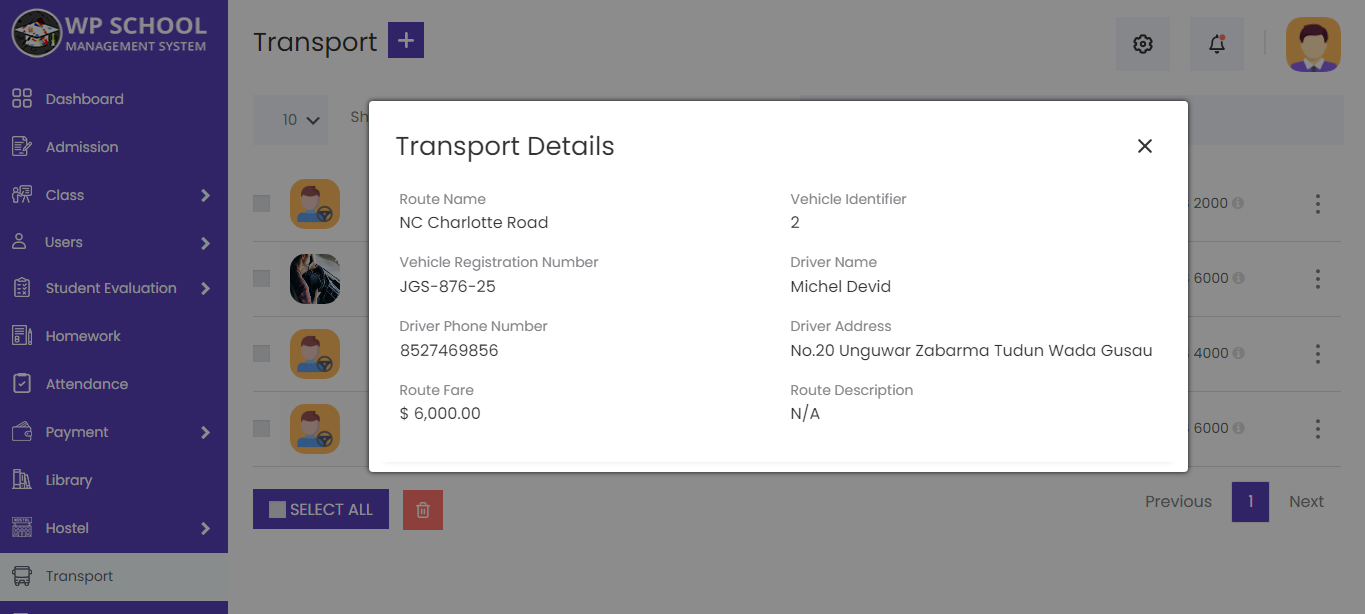 WP SCHOOL
MANAGEMENT SYSTEM
Dashboard
Admission
Class
Users
Student Evaluation
Homework
Attendance
Payment
Library
Hostel
Transport
Transport +
10
Sh
Transport Details
Route Name
NC Charlotte Road
Vehicle Identifier
2
Vehicle Registration Number
JGS-876-25
Driver Name
Michel Devid
Driver Phone Number
8527469856
Driver Address
No.20 Unguwar Zabarma Tudun Wada Gusau
Route Fare
$ 6,000.00
Route Description
N/A
2000
6000
4000
6000
SELECT ALL
Previous 1 Next